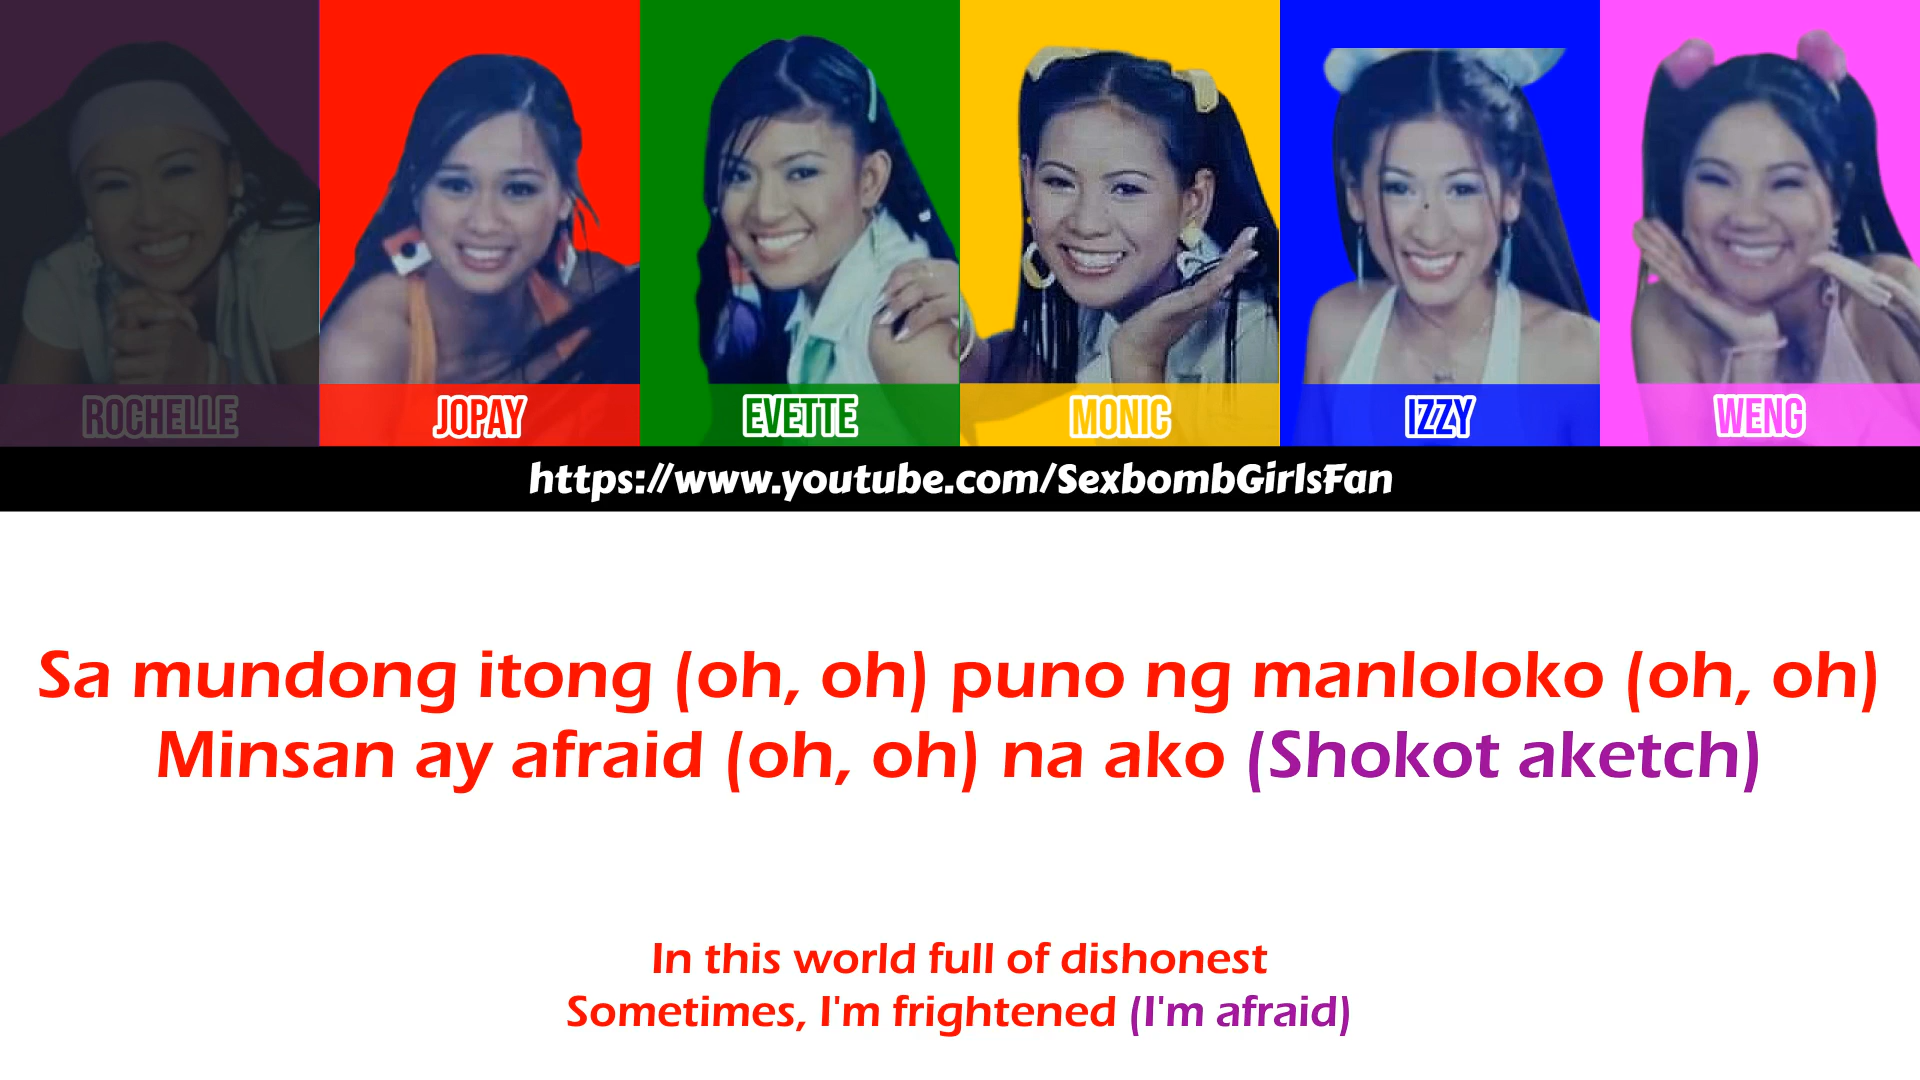 ROCHELLE
JOPAY
EVETTE
MONIC
IZZY
WENG
https://www.youtube.com/SexbombGirlsFan
Sa mundong itong (oh, oh) puno ng manloloko (oh, oh)
Minsan ay afraid (oh, oh) na ako (Shokot aketch)
In this world full of dishonest
Sometimes, I'm frightened (I'm afraid)